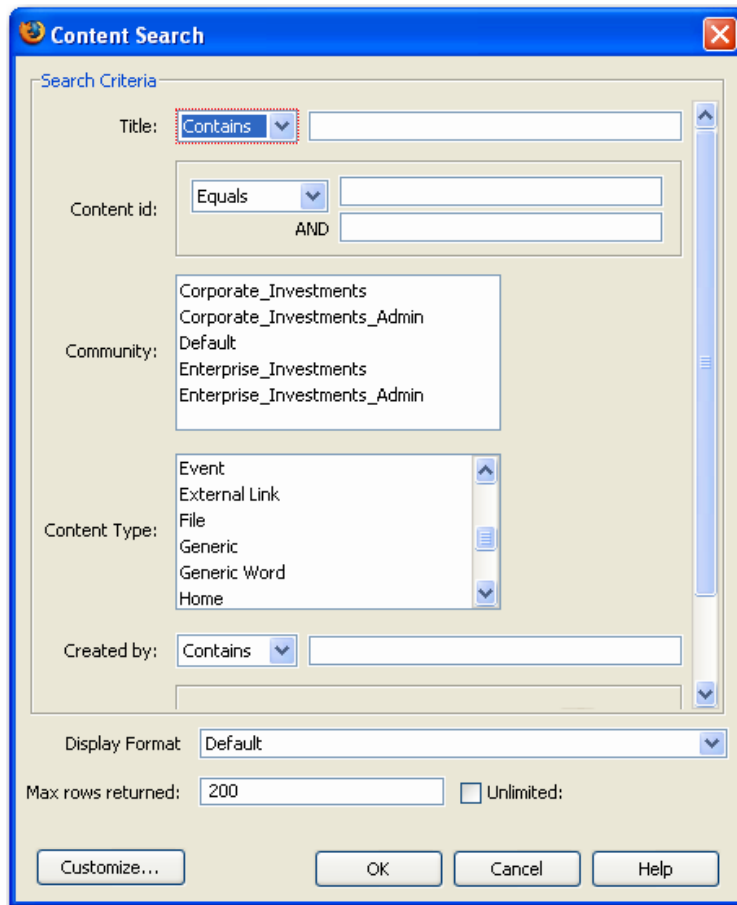 Content Search
Search Criteria
Title: Contains
Content id: Equals
AND
Community:
Corporate_Investments
Corporate_Investments_Admin
Default
Enterprise_Investments
Enterprise_Investments_Admin
Content Type:
Event
External Link
File
Generic
Generic Word
Home
Created by: Contains
Display Format Default
Max rows returned: 200 Unlimited:
Customize... OK Cancel Help